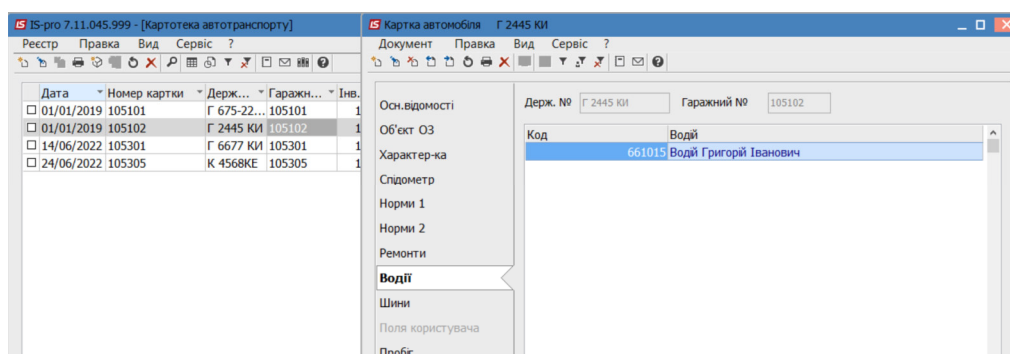 IS-pro 7.11.045.999 - [Картотека автотранспорту]
Реєстр Правка Вид Сервіс ?
Дата Номер картки Держ... Гаражн... Інв.
01/01/2019 105101 Г 675-22... 105101 1
01/01/2019 105102 Г 2445 КИ 105102 1
14/06/2022 105301 Г 6677 КИ 105301 1
24/06/2022 105305 К 4568КЕ 105305 1
Картка автомобіля Г 2445 КИ
Документ Правка Вид Сервіс ?
Осн.відомості
Об'єкт ОЗ
Характер-ка
Спідометр
Норми 1
Норми 2
Ремонти
Водії
Шини
Поля користувача
Пробіг
Держ. № Г 2445 КИ Гаражний № 105102
Код Водій
661015 Водій Григорій Іванович